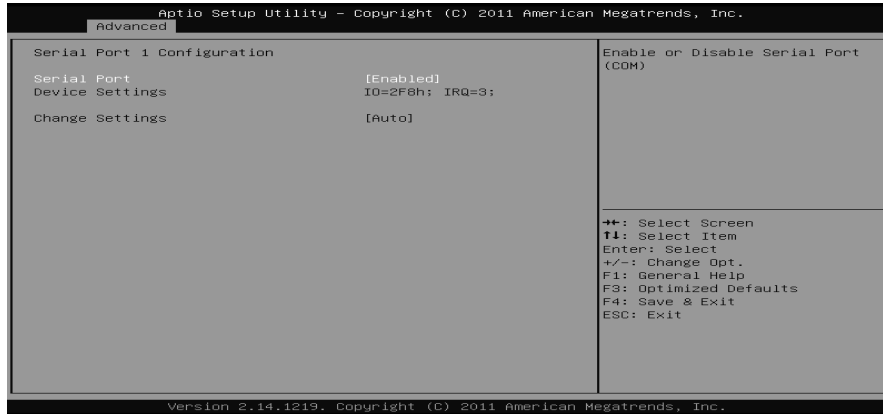 Aptio Setup Utility – Copyright (C) 2011 American Megatrends, Inc.
Advanced
Serial Port 1 Configuration
Serial Port [Enabled]
Device Settings IO=2F8h; IRQ=3;
Change Settings [Auto]
Enable or Disable Serial Port
(COM)
→←: Select Screen
↑↓: Select Item
Enter: Select
+/-: Change Opt.
F1: General Help
F3: Optimized Defaults
F4: Save & Exit
ESC: Exit
Version 2.14.1219. Copyright (C) 2011 American Megatrends, Inc.